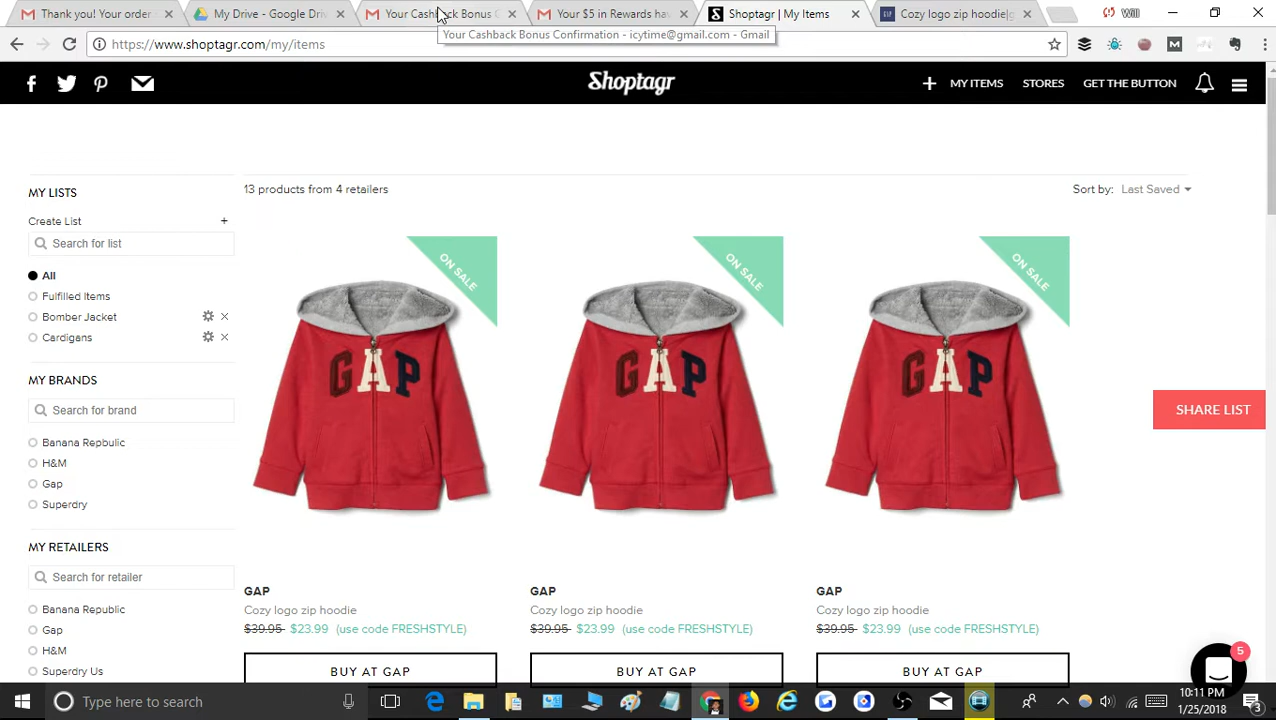 Thank you! Your order
My Drive - Google Dri
Your Cashback Bonus C
Your $5 in Rewards ha
Shoptagr | My Items
Cozy logo zip hoodie|g
Will
https://www.shoptagr.com/my/items
Your Cashback Bonus Confirmation - icytime@gmail.com - Gmail
Shoptagr
MY ITEMS
STORES
GET THE BUTTON
MY LISTS
13 products from 4 retailers
Sort by: Last Saved
Create List +
Search for list
All
Fulfilled Items
Bomber Jacket
Cardigans
MY BRANDS
Search for brand
Banana Repbulic
H&M
Gap
Superdry
MY RETAILERS
Search for retailer
Banana Republic
Gap
H&M
Superdry Us
ON SALE
ON SALE
ON SALE
GAP
GAP
GAP
SHARE LIST
GAP
Cozy logo zip hoodie
$39.95 $23.99 (use code FRESHSTYLE)
BUY AT GAP
GAP
Cozy logo zip hoodie
$39.95 $23.99 (use code FRESHSTYLE)
BUY AT GAP
GAP
Cozy logo zip hoodie
$39.95 $23.99 (use code FRESHSTYLE)
BUY AT GAP
5
Type here to search
10:11 PM
1/25/2018
3